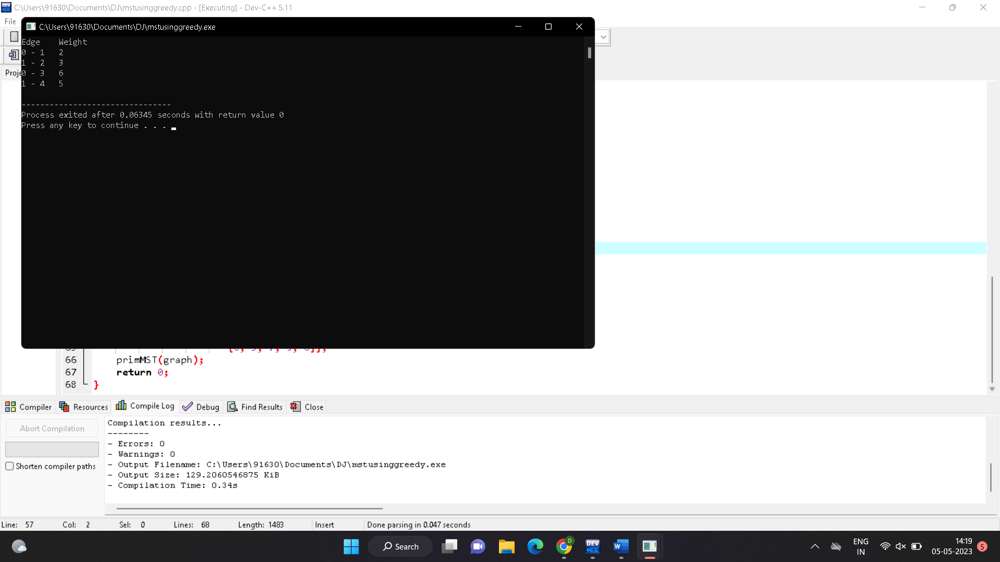 C:\Users\91630\Documents\DJ\mstusinggreedy.cpp - [Executing] - Dev-C++ 5.11
File
C:\Users\91630\Documents\DJ\mstusinggreedy.exe
Edge Weight
0 - 1 2
1 - 2 3
Proje
0 - 3 6
1 - 4 5
--------------------------------
Process exited after 0.06345 seconds with return value 0
Press any key to continue . . .
66 primMST(graph);
67 return 0;
68 }
Compiler Resources Compile Log Debug Find Results Close
Abort Compilation
Shorten compiler paths
Compilation results...
--------
- Errors: 0
- Warnings: 0
- Output Filename: C:\Users\91630\Documents\DJ\mstusinggreedy.exe
- Output Size: 129.2060546875 KiB
- Compilation Time: 0.34s
Line: 57 Col: 2 Sel: 0 Lines: 68 Length: 1483 Insert Done parsing in 0.047 seconds
Search
D
DEV
C++
W
ENG
IN
14:19
05-05-2023
5